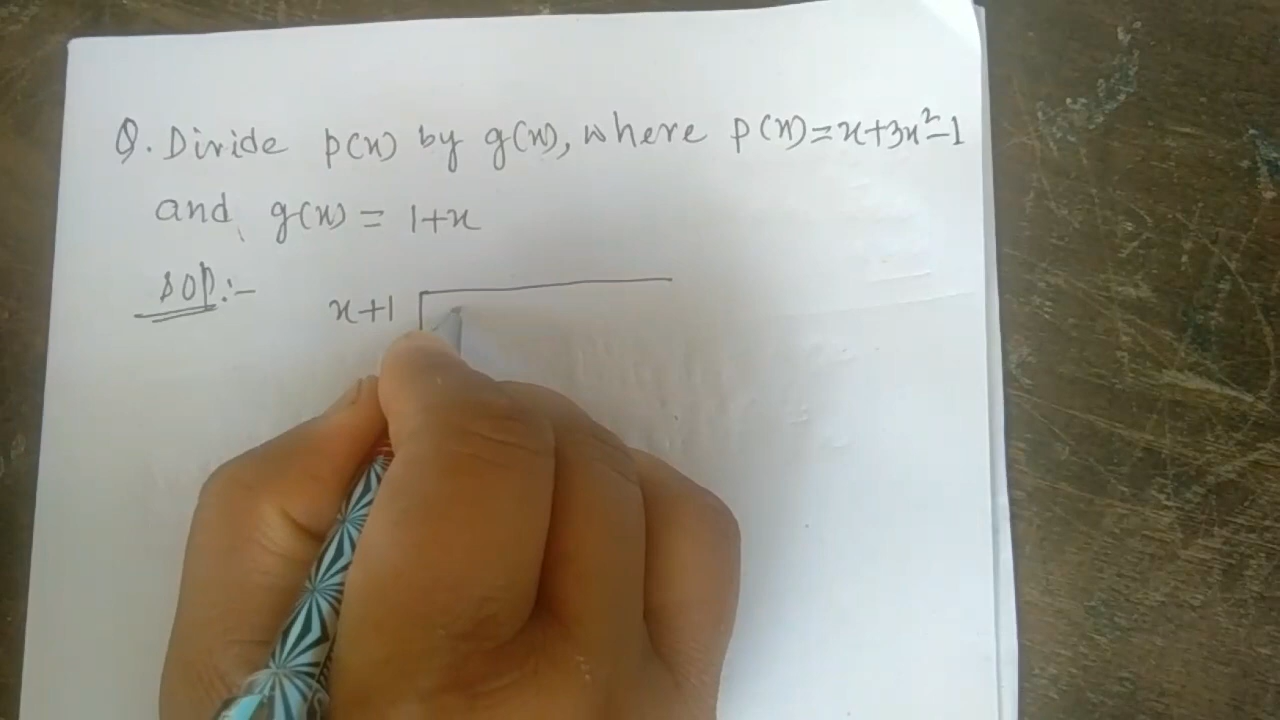 Q. Divide p(x) by g(x), where p(x)=x+3x²-1
and, g(x) = 1+x
Sol:-
x+1